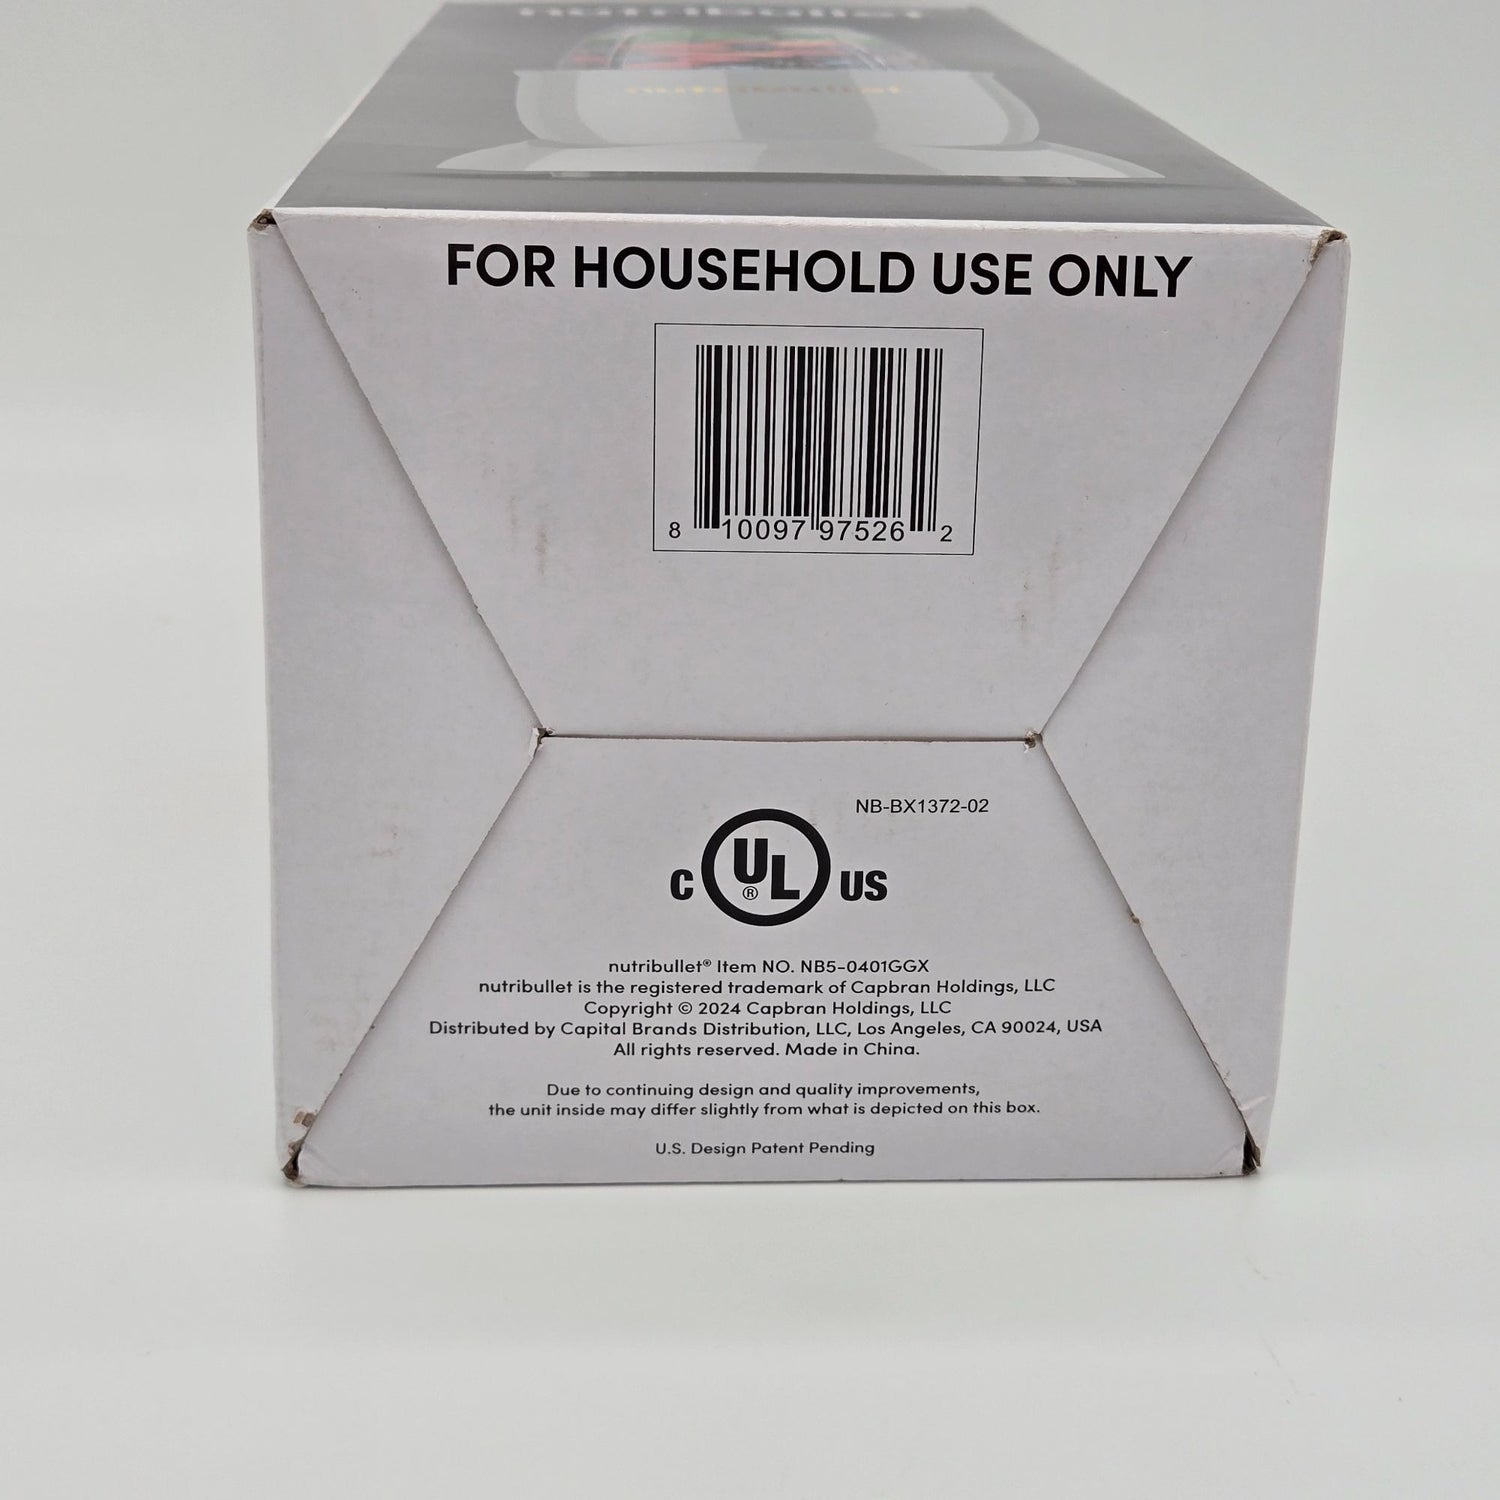 nutribullet
nutribullet
FOR HOUSEHOLD USE ONLY
8 10097 97526 2
NB-BX1372-02
C UL® US
nutribullet® Item NO. NB5-0401GGX
nutribullet is the registered trademark of Capbran Holdings, LLC
Copyright © 2024 Capbran Holdings, LLC
Distributed by Capital Brands Distribution, LLC, Los Angeles, CA 90024, USA
All rights reserved. Made in China.
Due to continuing design and quality improvements,
the unit inside may differ slightly from what is depicted on this box.
U.S. Design Patent Pending